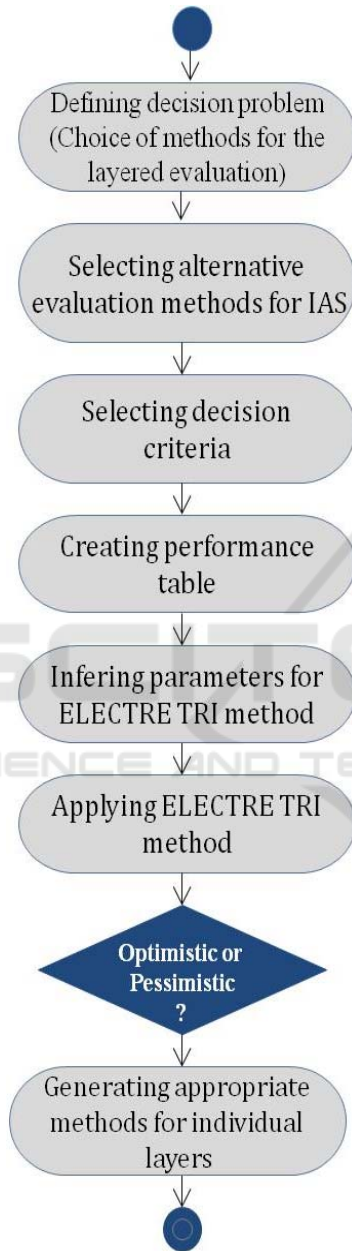 Defining decision problem
(Choice of methods for the
layered evaluation)
Selecting alternative
evaluation methods for IAS
Selecting decision
criteria
Creating performance
table
Infering parameters for
ELECTRE TRI method
Applying ELECTRE TRI
method
Optimistic or
Pessimistic
?
Generating appropriate
methods for individual
layers